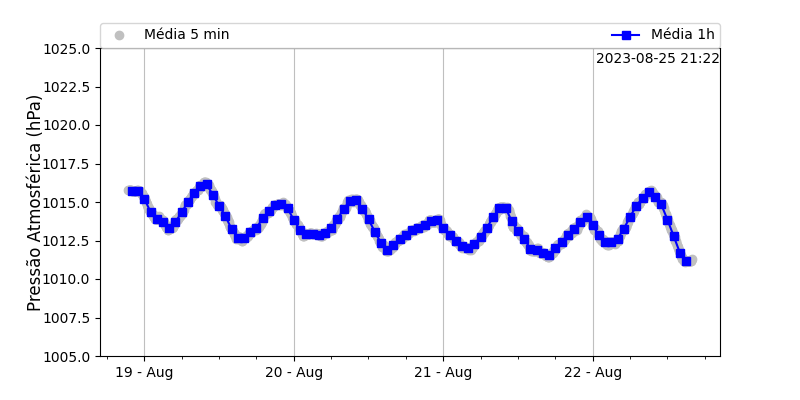 Média 5 min
Média 1h
2023-08-25 21:22
Pressão Atmosférica (hPa)
1025.0
1022.5
1020.0
1017.5
1015.0
1012.5
1010.0
1007.5
1005.0
19 - Aug
20 - Aug
21 - Aug
22 - Aug